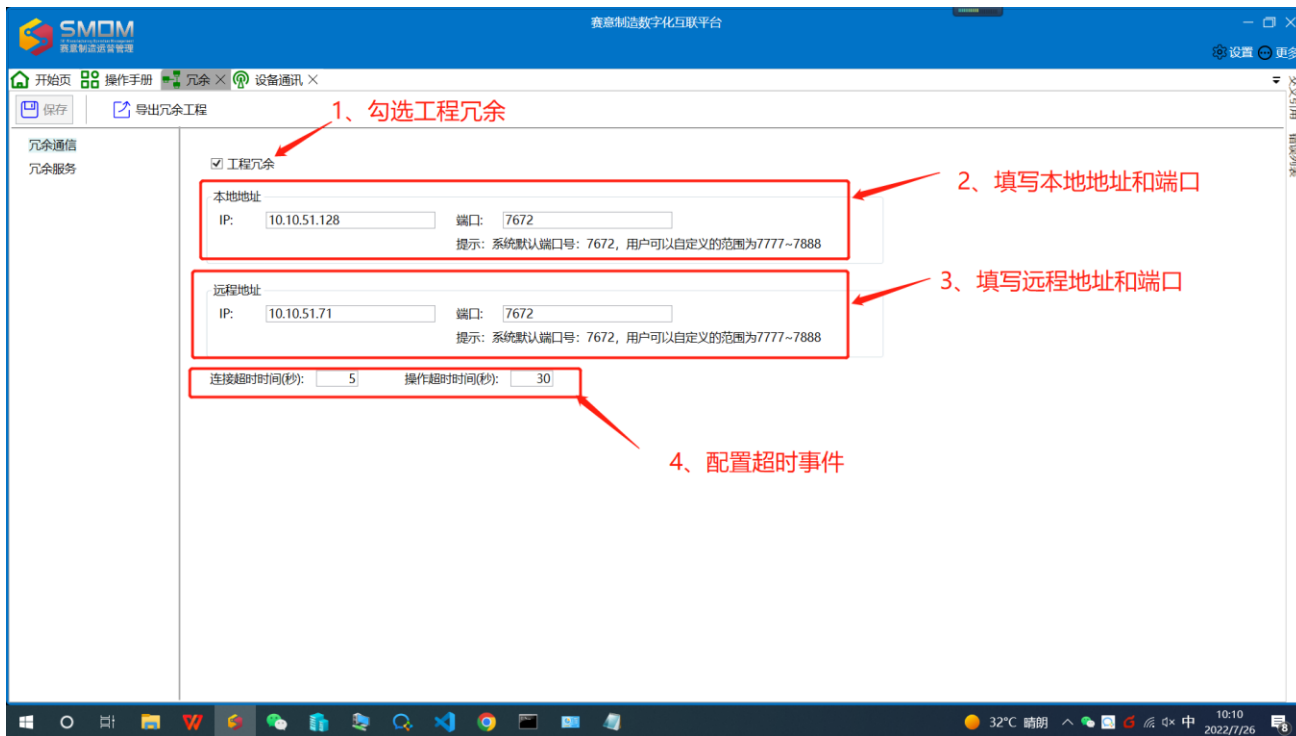 赛意制造数字化互联平台
SMOM
赛意制造运营管理
设置 更多
开始页 操作手册 冗余 设备通讯
保存 导出冗余工程
1、勾选工程冗余
冗余通信
冗余服务
工程冗余
2、填写本地地址和端口
本地地址
IP: 10.10.51.128 端口: 7672
提示：系统默认端口号：7672，用户可以自定义的范围为7777~7888
3、填写远程地址和端口
远程地址
IP: 10.10.51.71 端口: 7672
提示：系统默认端口号：7672，用户可以自定义的范围为7777~7888
连接超时时间(秒): 5 操作超时时间(秒): 30
4、配置超时事件
32°C 晴朗 中 10:10
2022/7/26 8